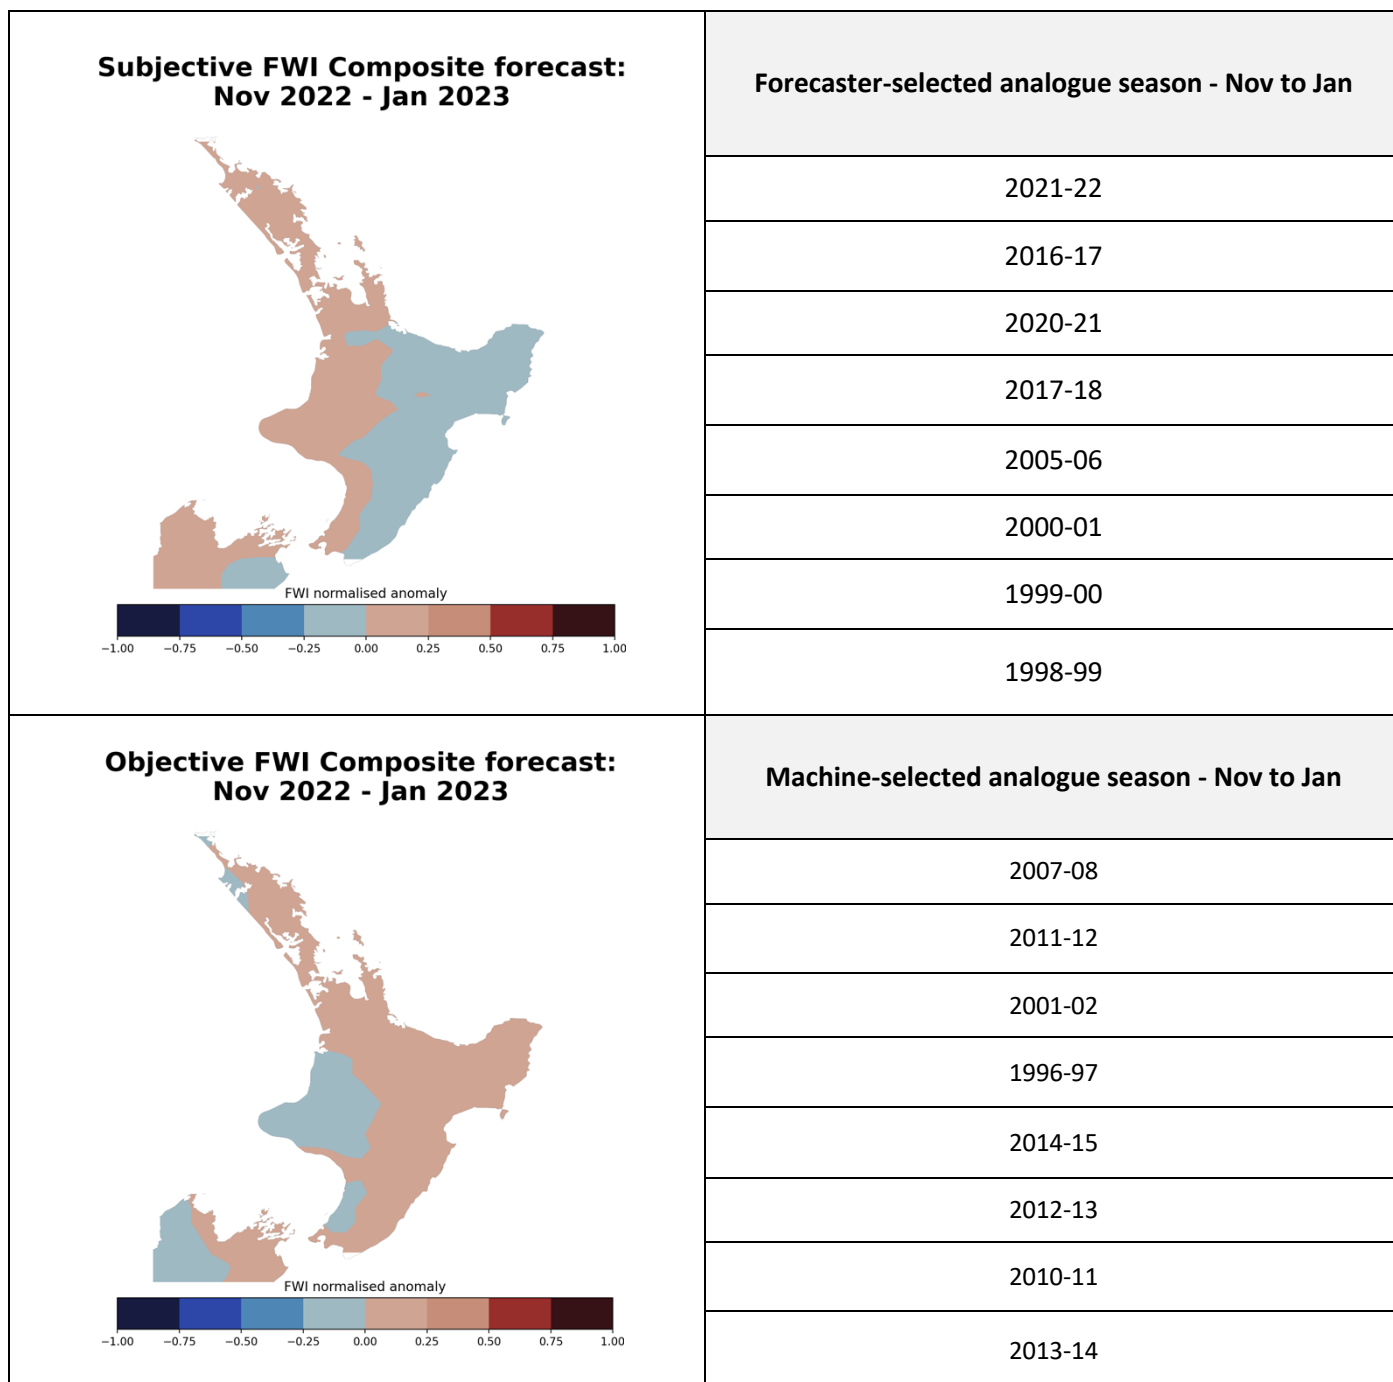 Subjective FWI Composite forecast:
Nov 2022 - Jan 2023
FWI normalised anomaly
−1.00 −0.75 −0.50 −0.25 0.00 0.25 0.50 0.75 1.00
Forecaster-selected analogue season - Nov to Jan
2021-22
2016-17
2020-21
2017-18
2005-06
2000-01
1999-00
1998-99
Objective FWI Composite forecast:
Nov 2022 - Jan 2023
FWI normalised anomaly
−1.00 −0.75 −0.50 −0.25 0.00 0.25 0.50 0.75 1.00
Machine-selected analogue season - Nov to Jan
2007-08
2011-12
2001-02
1996-97
2014-15
2012-13
2010-11
2013-14